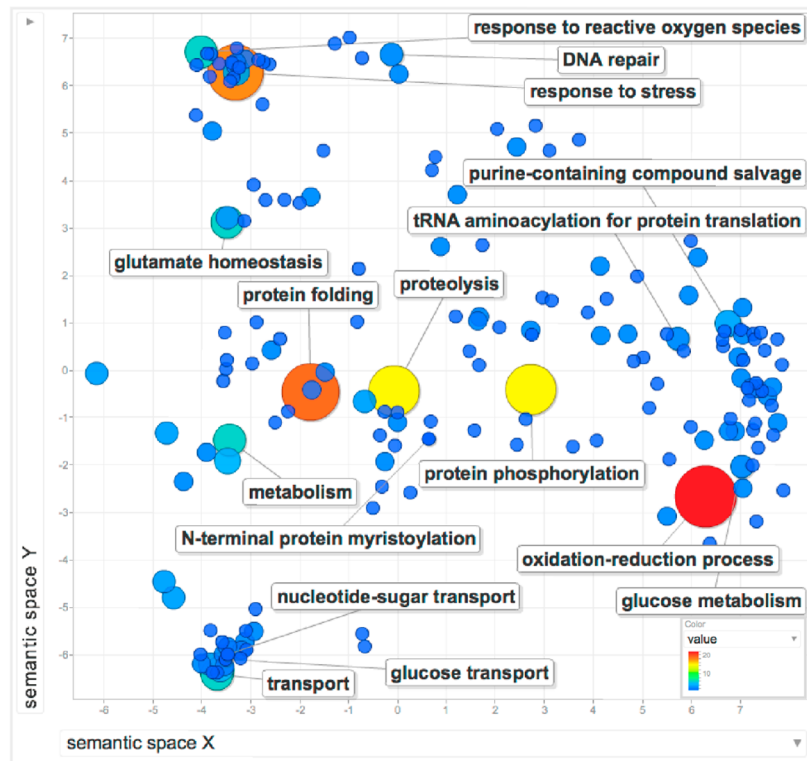 response to reactive oxygen species
DNA repair
response to stress
purine-containing compound salvage
tRNA aminoacylation for protein translation
glutamate homeostasis
proteolysis
protein folding
protein phosphorylation
metabolism
N-terminal protein myristoylation
oxidation-reduction process
nucleotide-sugar transport
glucose metabolism
glucose transport
transport
semantic space Y
7
6
5
4
3
2
1
0
-1
-2
-3
-4
-5
-6
-6
-5
-4
-3
-2
-1
0
1
2
3
4
5
6
7
semantic space X
Color
value
20
10